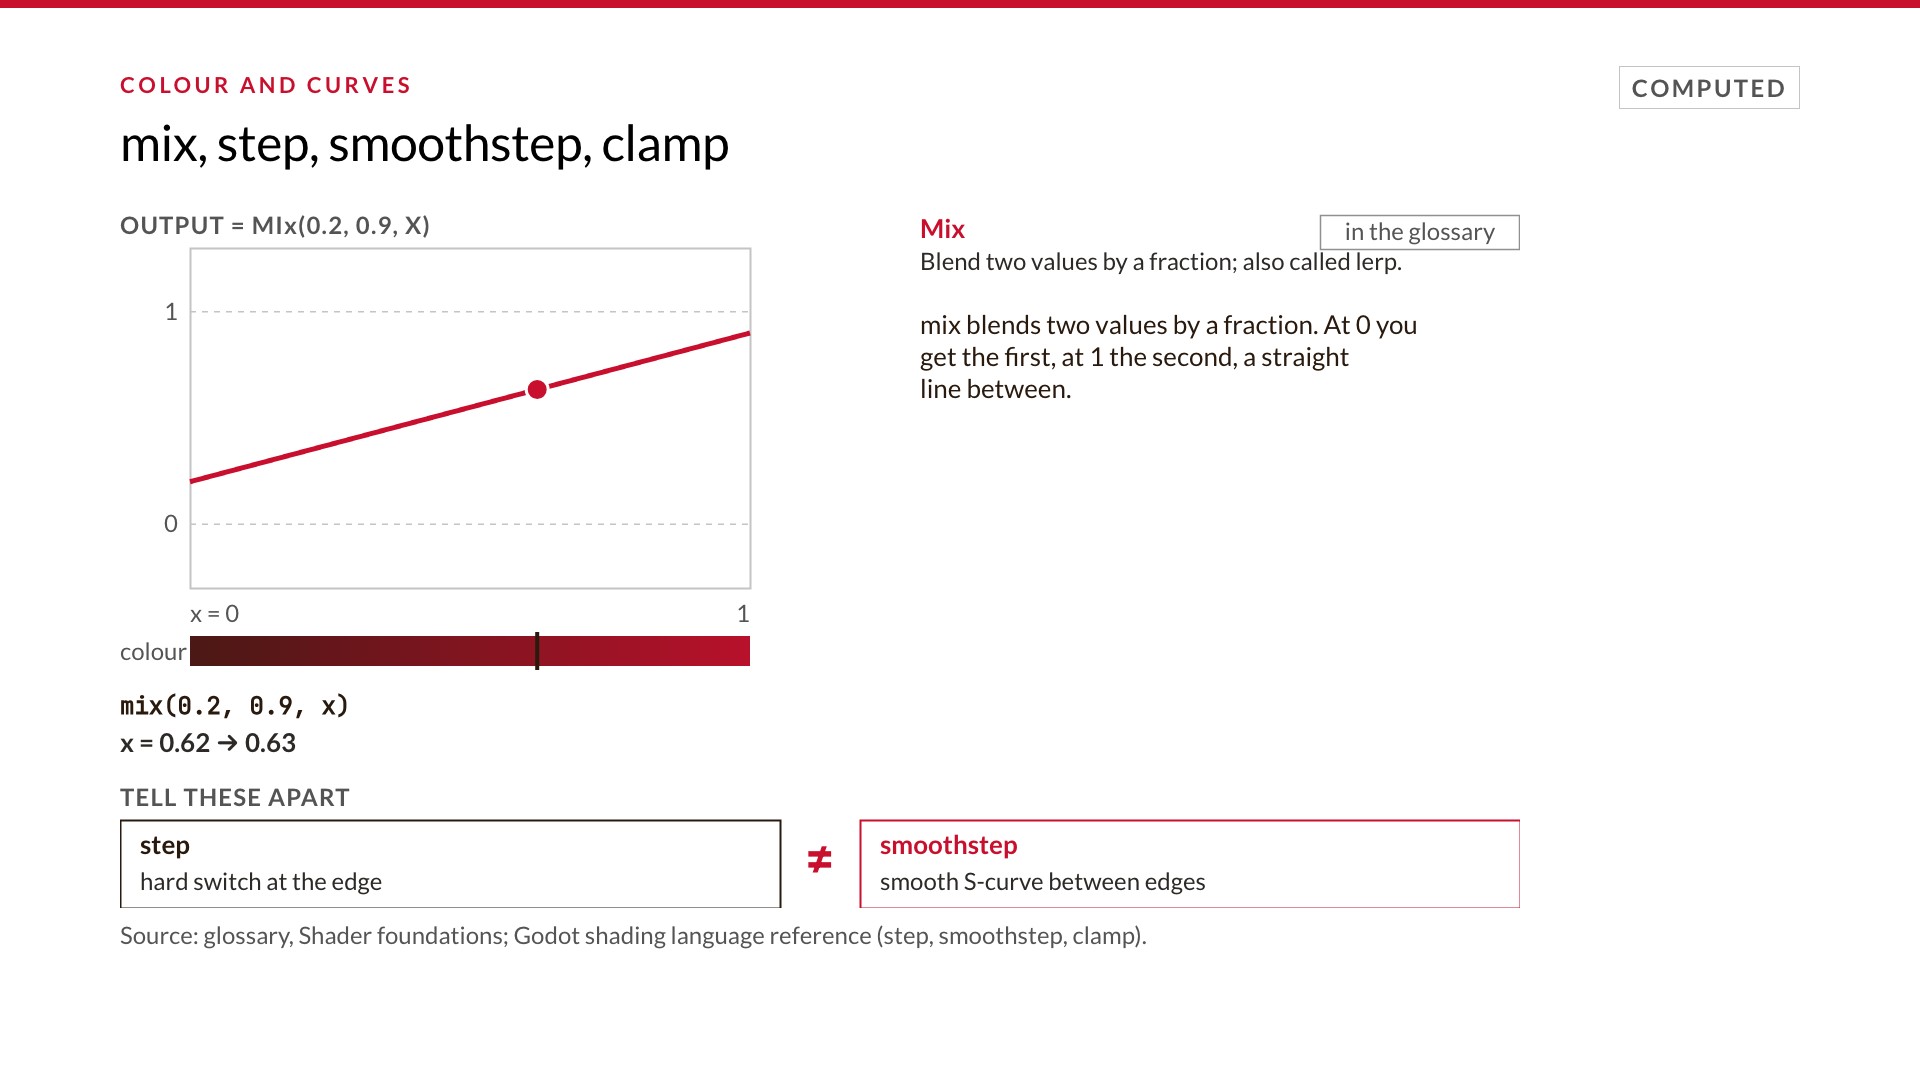 COLOUR AND CURVES
COMPUTED
mix, step, smoothstep, clamp
OUTPUT = MIx(0.2, 0.9, X)
1
0
x = 0
1
colour
mix(0.2, 0.9, x)
x = 0.62 → 0.63
Mix
in the glossary
Blend two values by a fraction; also called lerp.
mix blends two values by a fraction. At 0 you
get the first, at 1 the second, a straight
line between.
TELL THESE APART
step
hard switch at the edge
≠
smoothstep
smooth S-curve between edges
Source: glossary, Shader foundations; Godot shading language reference (step, smoothstep, clamp).